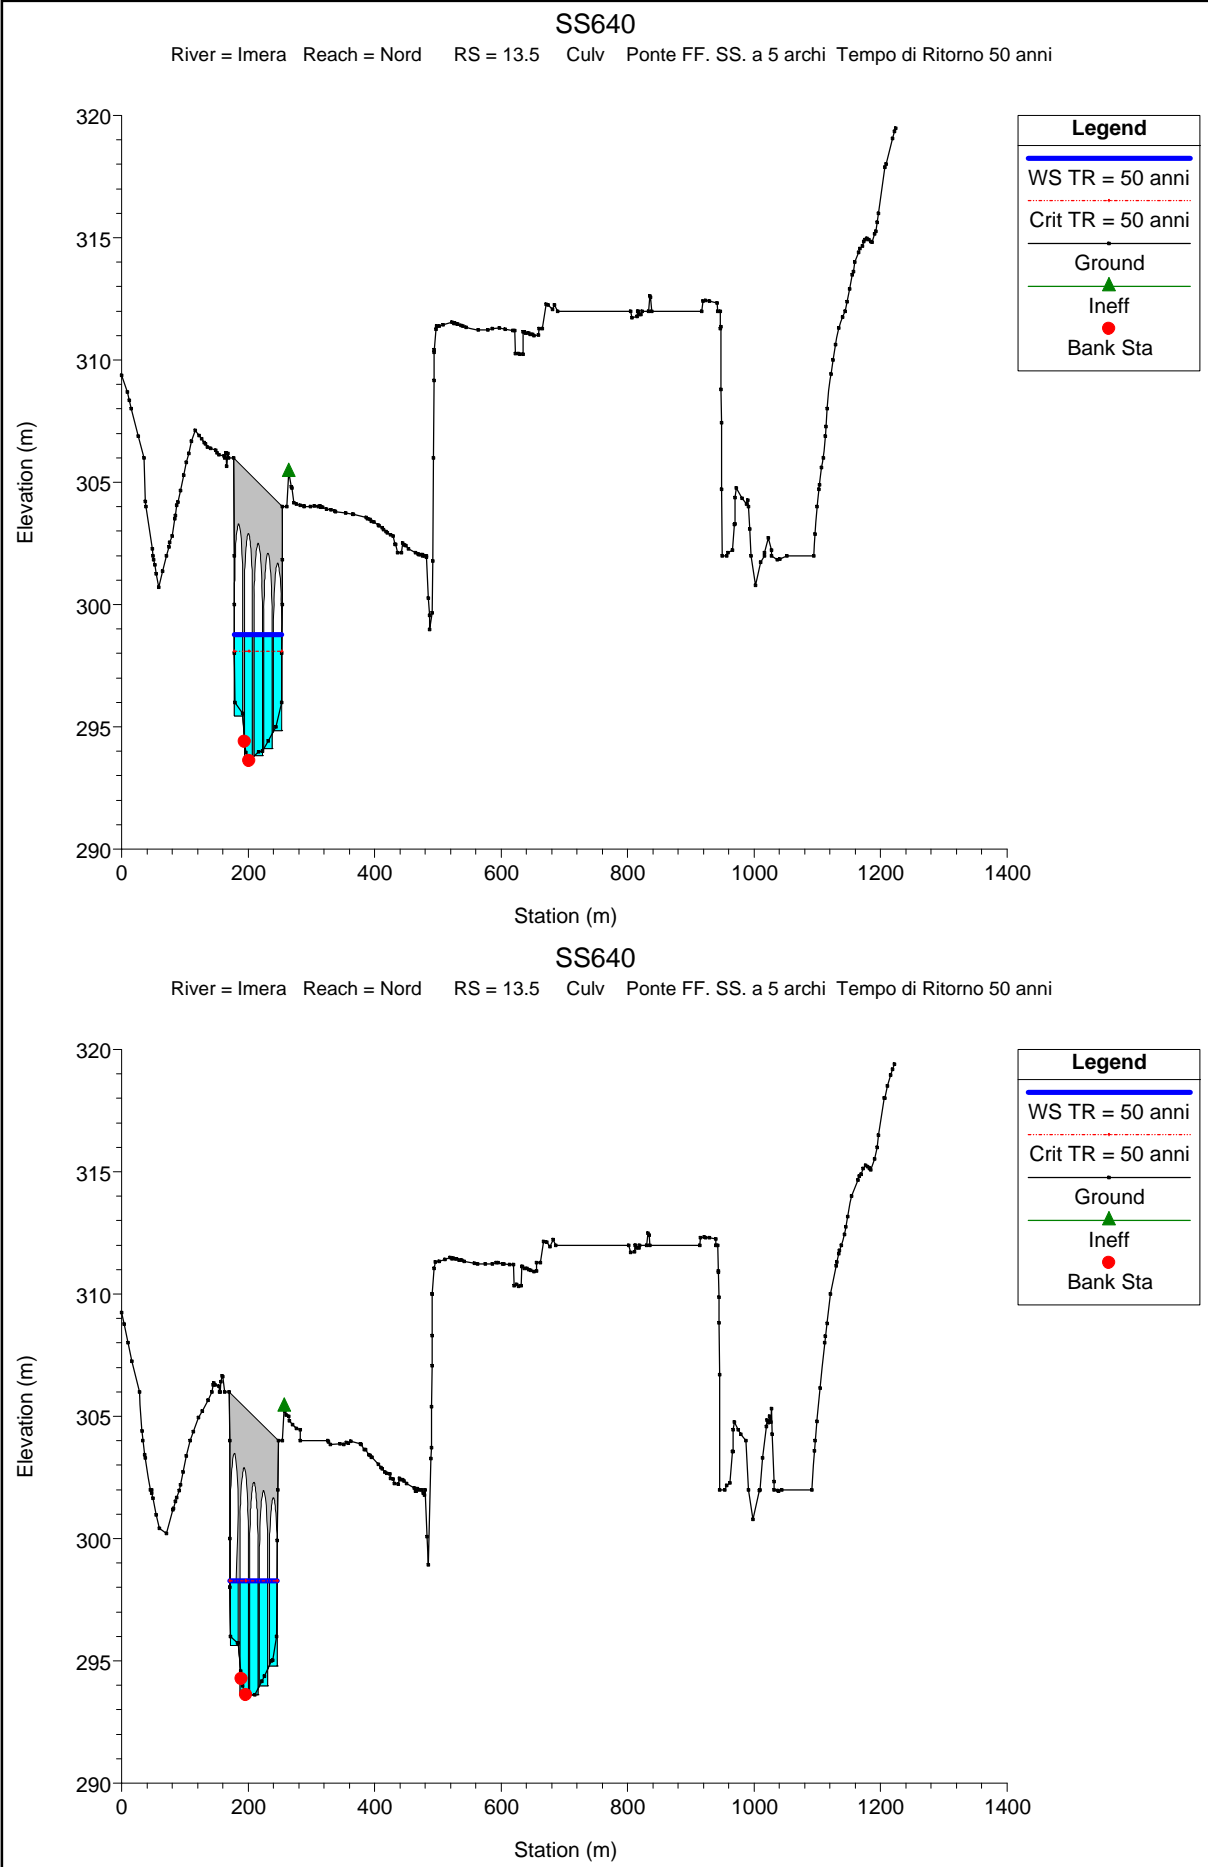 SS640
River = Imera   Reach = Nord      RS = 13.5     Culv    Ponte FF. SS. a 5 archi  Tempo di Ritorno 50 anni
320
315
310
305
300
295
290
Elevation (m)
0 200 400 600 800 1000 1200 1400
Station (m)
Legend
WS TR = 50 anni
Crit TR = 50 anni
Ground
Ineff
Bank Sta
SS640
River = Imera   Reach = Nord      RS = 13.5     Culv    Ponte FF. SS. a 5 archi  Tempo di Ritorno 50 anni
320
315
310
305
300
295
290
Elevation (m)
0 200 400 600 800 1000 1200 1400
Station (m)
Legend
WS TR = 50 anni
Crit TR = 50 anni
Ground
Ineff
Bank Sta